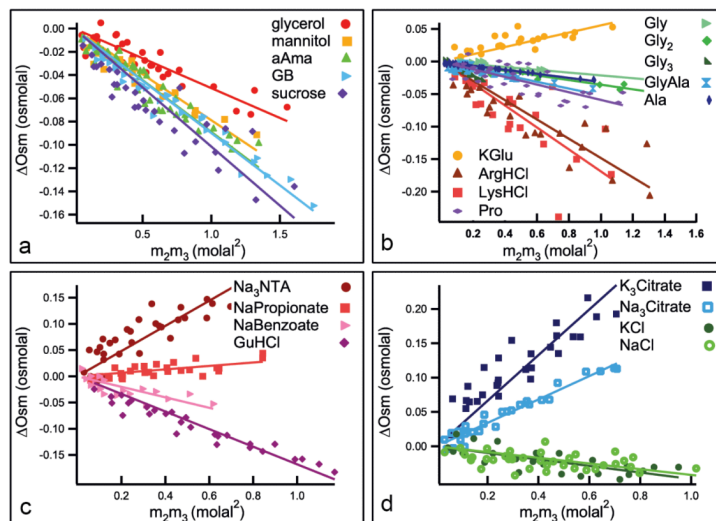 0.00
-0.02
-0.04
-0.06
-0.08
-0.10
-0.12
-0.14
-0.16
ΔOsm (osmolal)
glycerol
mannitol
aAma
GB
sucrose
a
0.5 1.0 1.5
m₂m₃ (molal²)
0.05
0.00
-0.05
-0.10
-0.15
-0.20
ΔOsm (osmolal)
Gly
Gly₂
Gly₃
GlyAla
Ala
KGlu
ArgHCl
LysHCl
Pro
b
0.2 0.4 0.6 0.8 1.0 1.2 1.4 1.6
m₂m₃ (molal²)
0.15
0.10
0.05
0.00
-0.05
-0.10
-0.15
ΔOsm (osmolal)
Na₃NTA
NaPropionate
NaBenzoate
GuHCl
c
0.2 0.4 0.6 0.8 1.0
m₂m₃ (molal²)
0.20
0.15
0.10
0.05
0.00
ΔOsm (osmolal)
K₃Citrate
Na₃Citrate
KCl
NaCl
d
0.2 0.4 0.6 0.8 1.0
m₂m₃ (molal²)